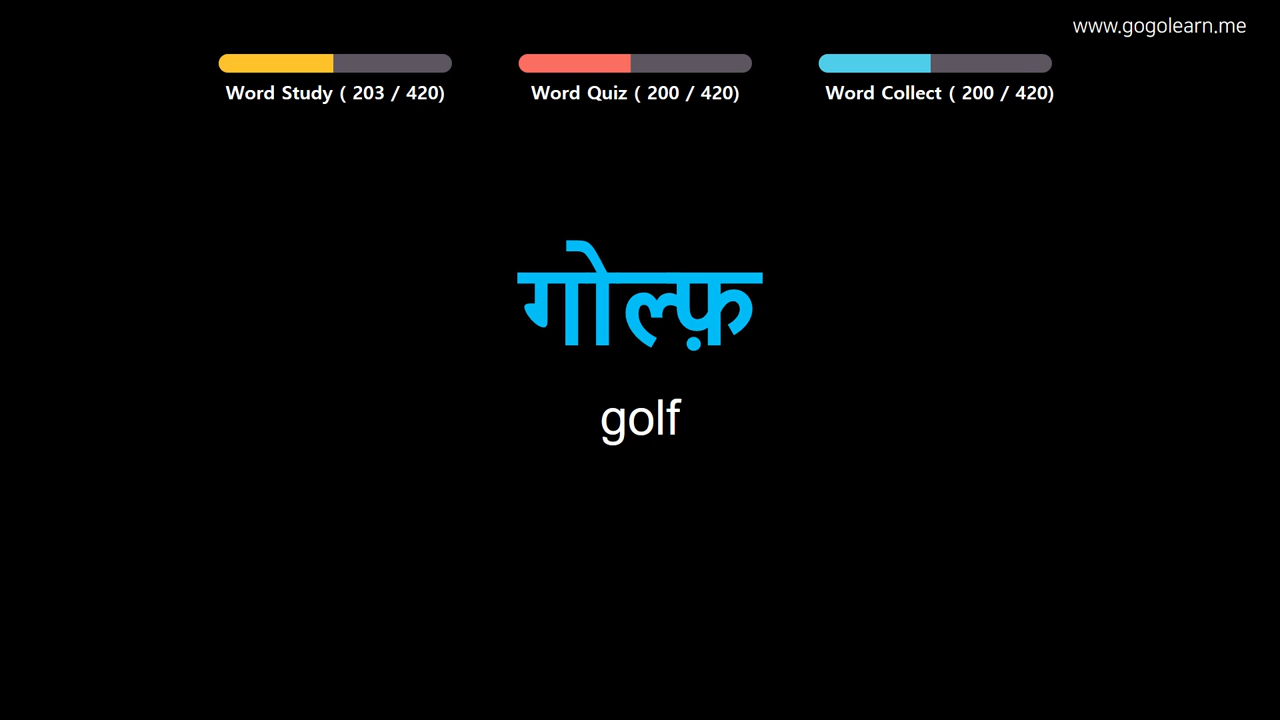 www.gogolearn.me
Word Study ( 203 / 420)
Word Quiz ( 200 / 420)
Word Collect ( 200 / 420)
गोल्फ़
golf